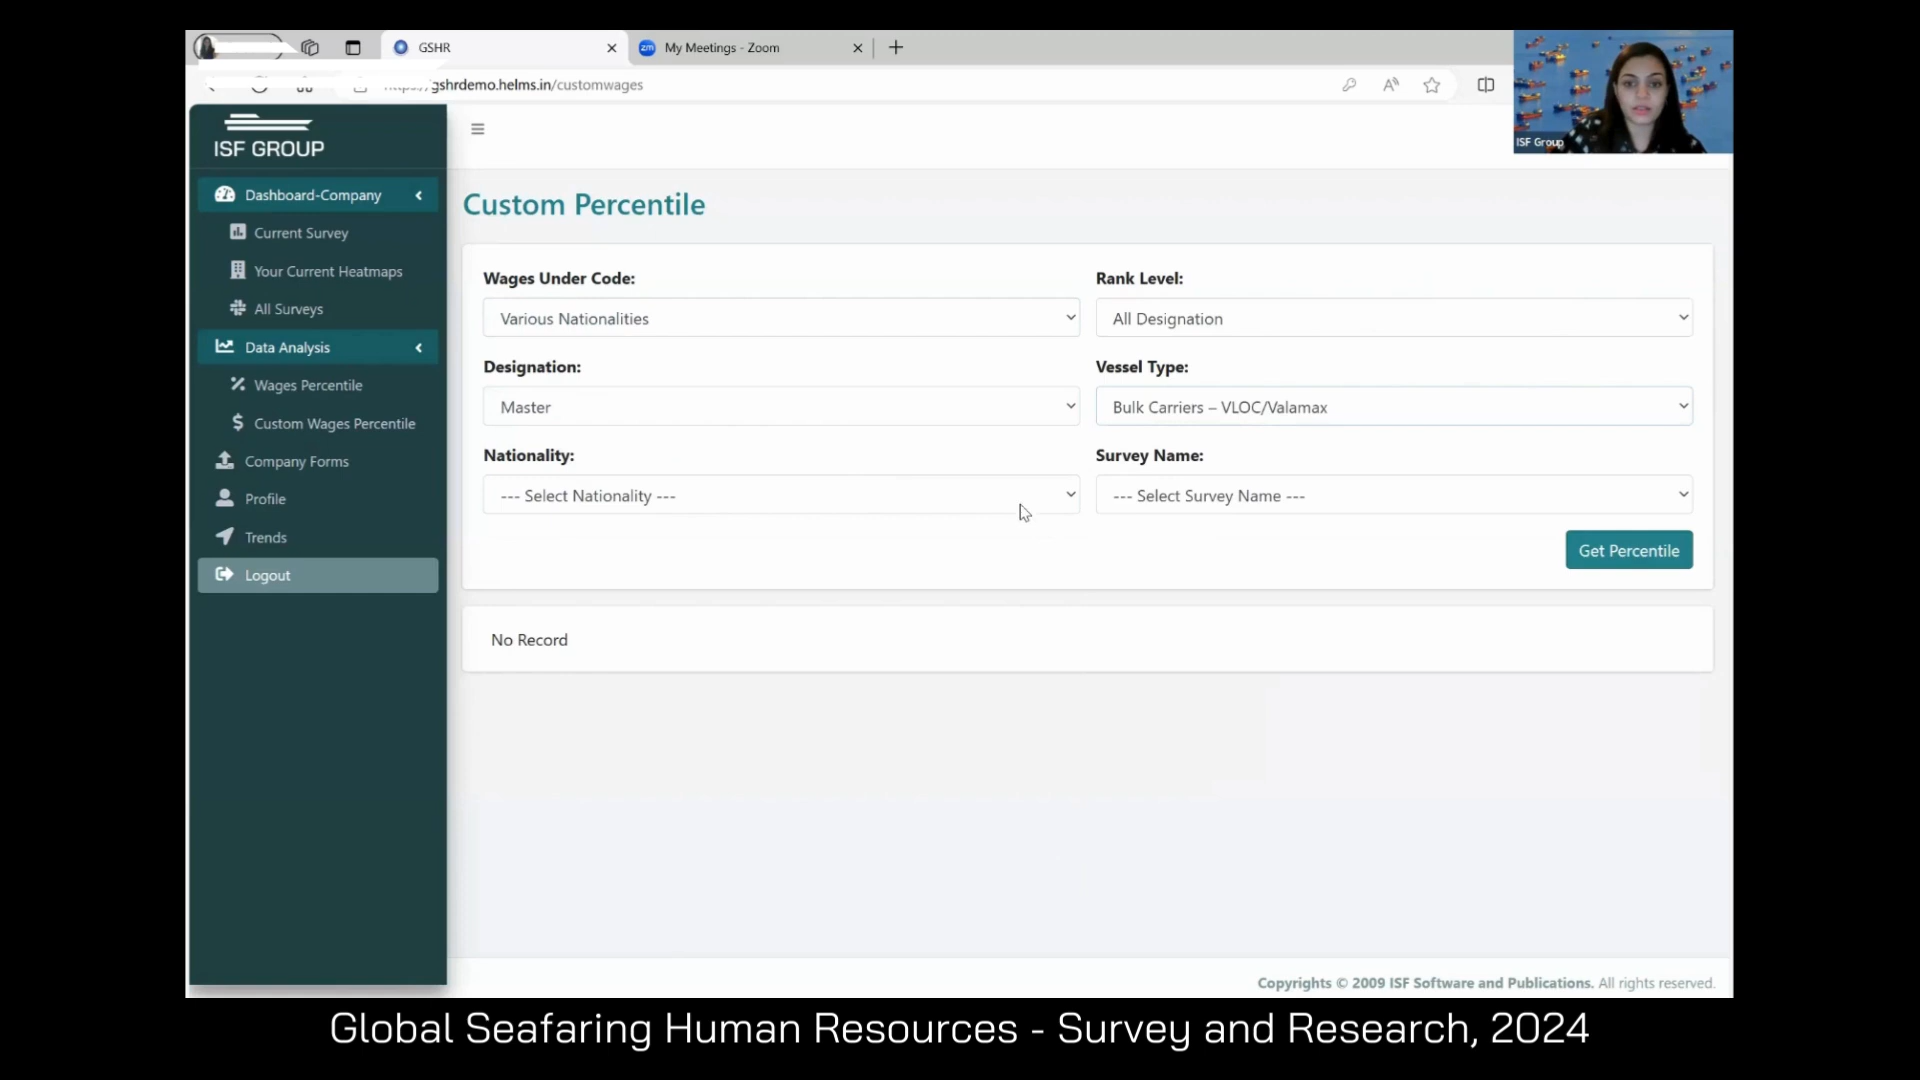 GSHR
zm
My Meetings - Zoom
gshrdemo.helms.in/customwages
ISF GROUP
ISF Group
Dashboard-Company
Current Survey
Your Current Heatmaps
All Surveys
Data Analysis
Wages Percentile
Custom Wages Percentile
Company Forms
Profile
Trends
Logout
Custom Percentile
Wages Under Code:
Rank Level:
Various Nationalities
All Designation
Designation:
Vessel Type:
Master
Bulk Carriers – VLOC/Valamax
Nationality:
Survey Name:
--- Select Nationality ---
--- Select Survey Name ---
Get Percentile
No Record
Copyrights © 2009 ISF Software and Publications. All rights reserved.
Global Seafaring Human Resources - Survey and Research, 2024